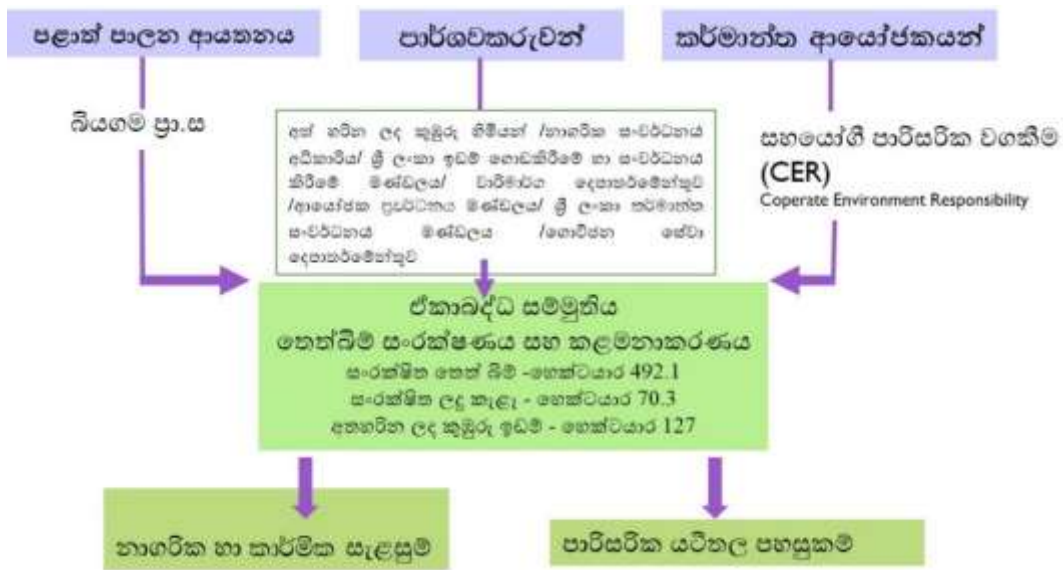 පළාත් පාලන ආයතනය
පාර්ශවකරුවන්
කර්මාන්ත ආයෝජකයන්
බියගම ප්‍රා.ස
අත් හරින ලද කුඹුරු හිමියන් /නාගරික සංවර්ධනය
අධිකාරිය/ ශ්‍රී ලංකා ඉඩම් ගොඩකිරීමේ හා සංවර්ධනය
කිරීමේ මණ්ඩලය/ වාරිමාර්ග දෙපාර්තමේන්තුව
/ආයෝජක ප්‍රවර්ධනය මණ්ඩලය/ ශ්‍රී ලංකා කර්මාන්ත
සංවර්ධනය මණ්ඩලය /ගොවිජන සේවා
දෙපාර්තමේන්තුව
සහයෝගී පාරිසරික වගකීම
(CER)
Coperate Environment Responsibility
ඒකාබද්ධ සම්මුතිය
තෙත්බිම් සංරක්ෂණය සහ කළමනාකරණය
සංරක්ෂිත තෙත් බිම් -හෙක්ටයාර 492.1
සංරක්ෂිත ලදු කැළෑ - හෙක්ටයාර 70.3
අතහරින ලද කුඹුරු ඉඩම් - හෙක්ටයාර 127
නාගරික හා කාර්මික සැළසුම්
පාරිසරික යටිතල පහසුකම්